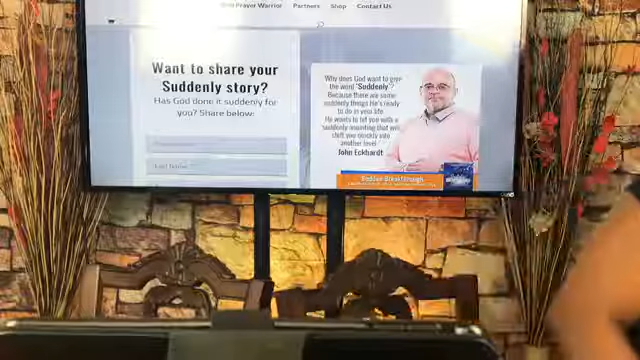 Prayer Warrior Partners Shop Contact Us
Want to share your
Suddenly story?
Has God done it suddenly for
you? Share below:
Name
Why does God want to give
the word "Suddenly"?
Because there are some
suddenly things He's ready
to do in your life.
He wants to tell you with a
suddenly anointing that will
shift you quickly into
another level
John Eckhardt
Sudden Breakthrough